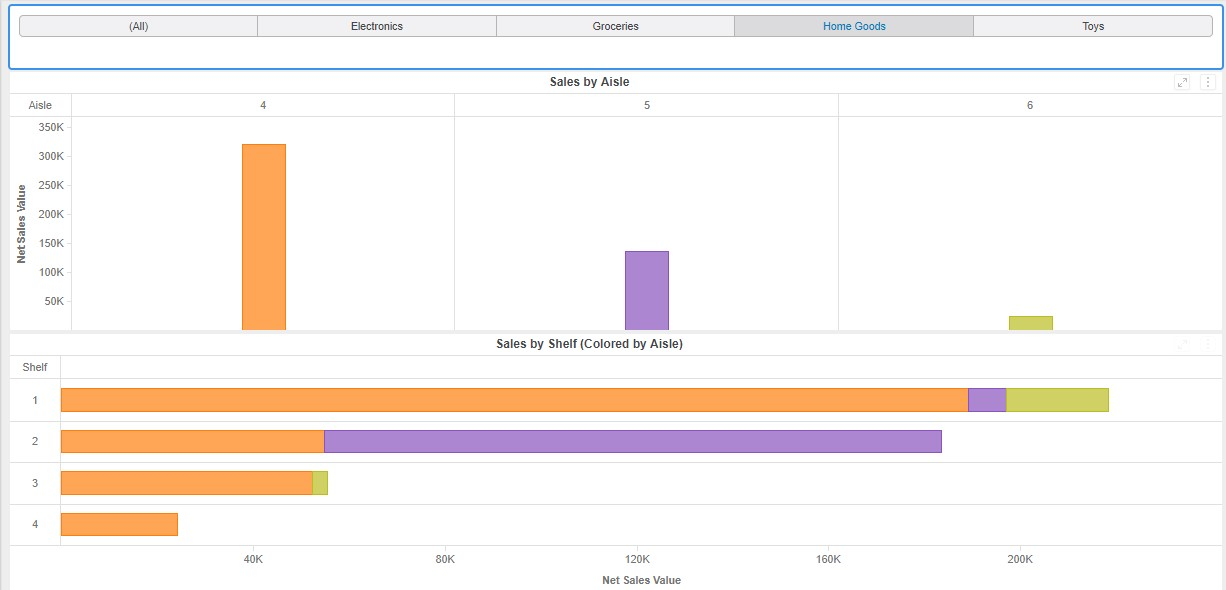 (All) Electronics Groceries Home Goods Toys
Sales by Aisle
Aisle 4 5 6
350K
300K
250K
200K
150K
100K
50K
Net Sales Value
Sales by Shelf (Colored by Aisle)
Shelf
1
2
3
4
40K 80K 120K 160K 200K
Net Sales Value